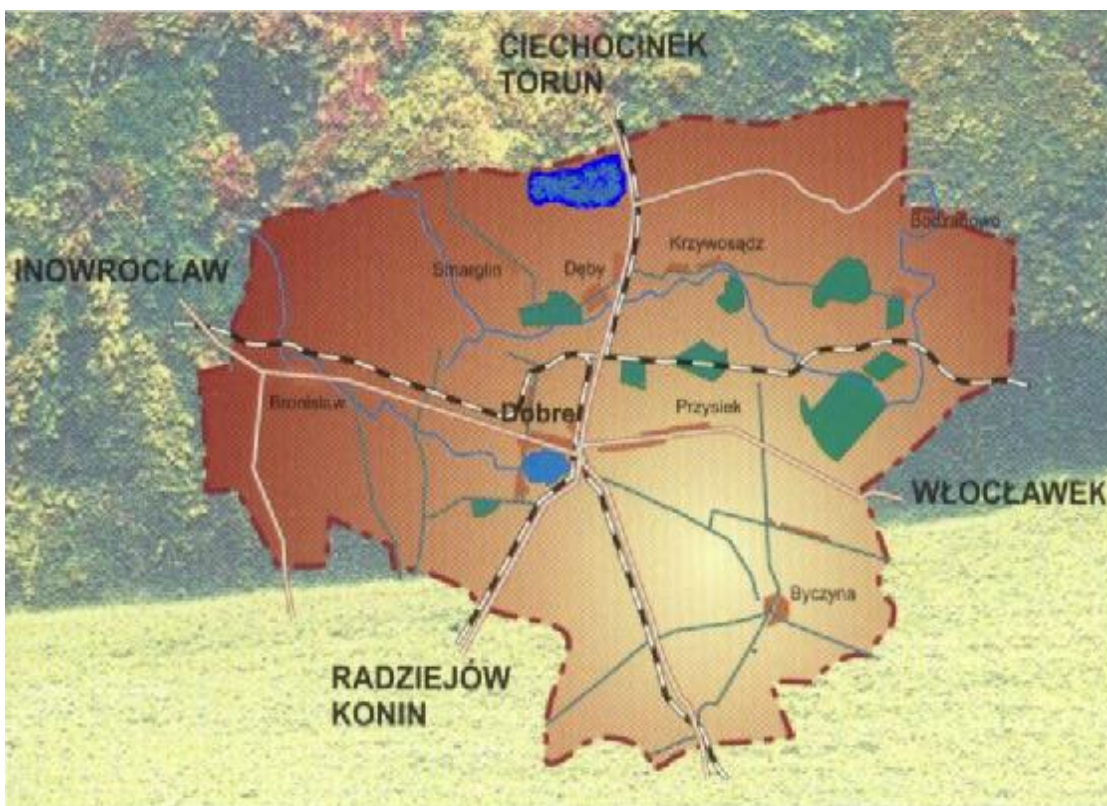 CIECHOCINEK
TORUŃ
Bodzanowo
Krzywosądz
INOWROCŁAW
Smarglin
Dęby
Bronisław
Dobre
Przysiek
WŁOCŁAWEK
Byczyna
RADZIEJÓW
KONIN